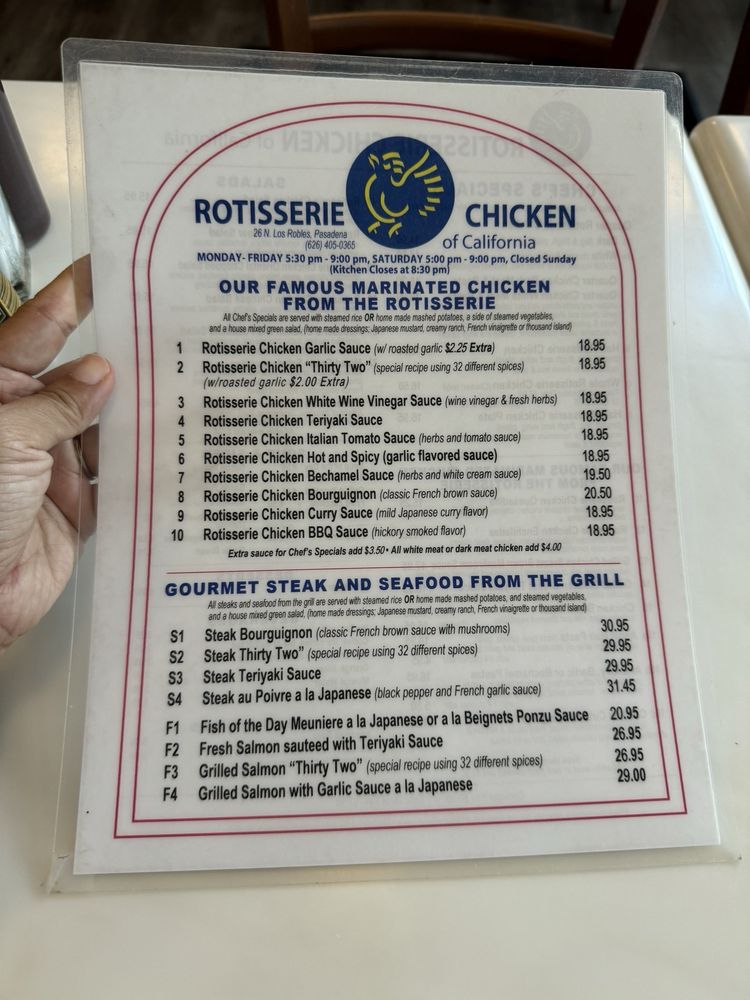 ROTISSERIE CHICKEN
of California
26 N. Los Robles, Pasadena
(626) 405-0365
MONDAY- FRIDAY 5:30 pm - 9:00 pm, SATURDAY 5:00 pm - 9:00 pm, Closed Sunday
(Kitchen Closes at 8:30 pm)
OUR FAMOUS MARINATED CHICKEN
FROM THE ROTISSERIE
All Chef's Specials are served with steamed rice OR home made mashed potatoes, a side of steamed vegetables,
and a house mixed green salad, (home made dressings; Japanese mustard, creamy ranch, French vinaigrette or thousand island)
1 Rotisserie Chicken Garlic Sauce (w/ roasted garlic $2.25 Extra) 18.95
2 Rotisserie Chicken "Thirty Two" (special recipe using 32 different spices) 18.95
(w/roasted garlic $2.00 Extra)
3 Rotisserie Chicken White Wine Vinegar Sauce (wine vinegar & fresh herbs) 18.95
4 Rotisserie Chicken Teriyaki Sauce 18.95
5 Rotisserie Chicken Italian Tomato Sauce (herbs and tomato sauce) 18.95
6 Rotisserie Chicken Hot and Spicy (garlic flavored sauce) 18.95
7 Rotisserie Chicken Bechamel Sauce (herbs and white cream sauce) 19.50
8 Rotisserie Chicken Bourguignon (classic French brown sauce) 20.50
9 Rotisserie Chicken Curry Sauce (mild Japanese curry flavor) 18.95
10 Rotisserie Chicken BBQ Sauce (hickory smoked flavor) 18.95
Extra sauce for Chef's Specials add $3.50 • All white meat or dark meat chicken add $4.00
GOURMET STEAK AND SEAFOOD FROM THE GRILL
All steaks and seafood from the grill are served with steamed rice OR home made mashed potatoes, and steamed vegetables,
and a house mixed green salad, (home made dressings; Japanese mustard, creamy ranch, French vinaigrette or thousand island)
S1 Steak Bourguignon (classic French brown sauce with mushrooms) 30.95
S2 Steak Thirty Two" (special recipe using 32 different spices) 29.95
S3 Steak Teriyaki Sauce 29.95
S4 Steak au Poivre a la Japanese (black pepper and French garlic sauce) 31.45
F1 Fish of the Day Meuniere a la Japanese or a la Beignets Ponzu Sauce 20.95
F2 Fresh Salmon sauteed with Teriyaki Sauce 26.95
F3 Grilled Salmon "Thirty Two" (special recipe using 32 different spices) 26.95
F4 Grilled Salmon with Garlic Sauce a la Japanese 29.00